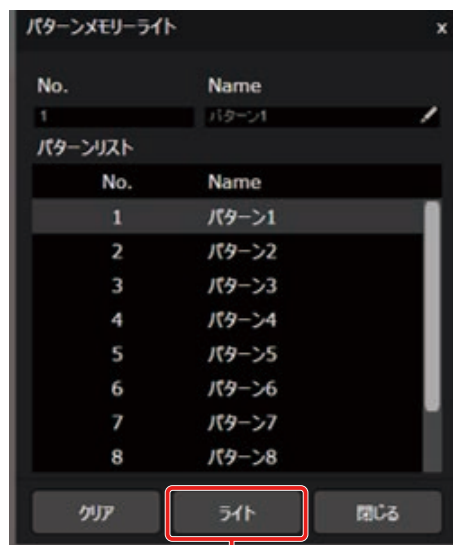 パターンメモリーライト x
No. Name
1 パターン1
パターンリスト
No. Name
1 パターン1
2 パターン2
3 パターン3
4 パターン4
5 パターン5
6 パターン6
7 パターン7
8 パターン8
クリア ライト 閉じる